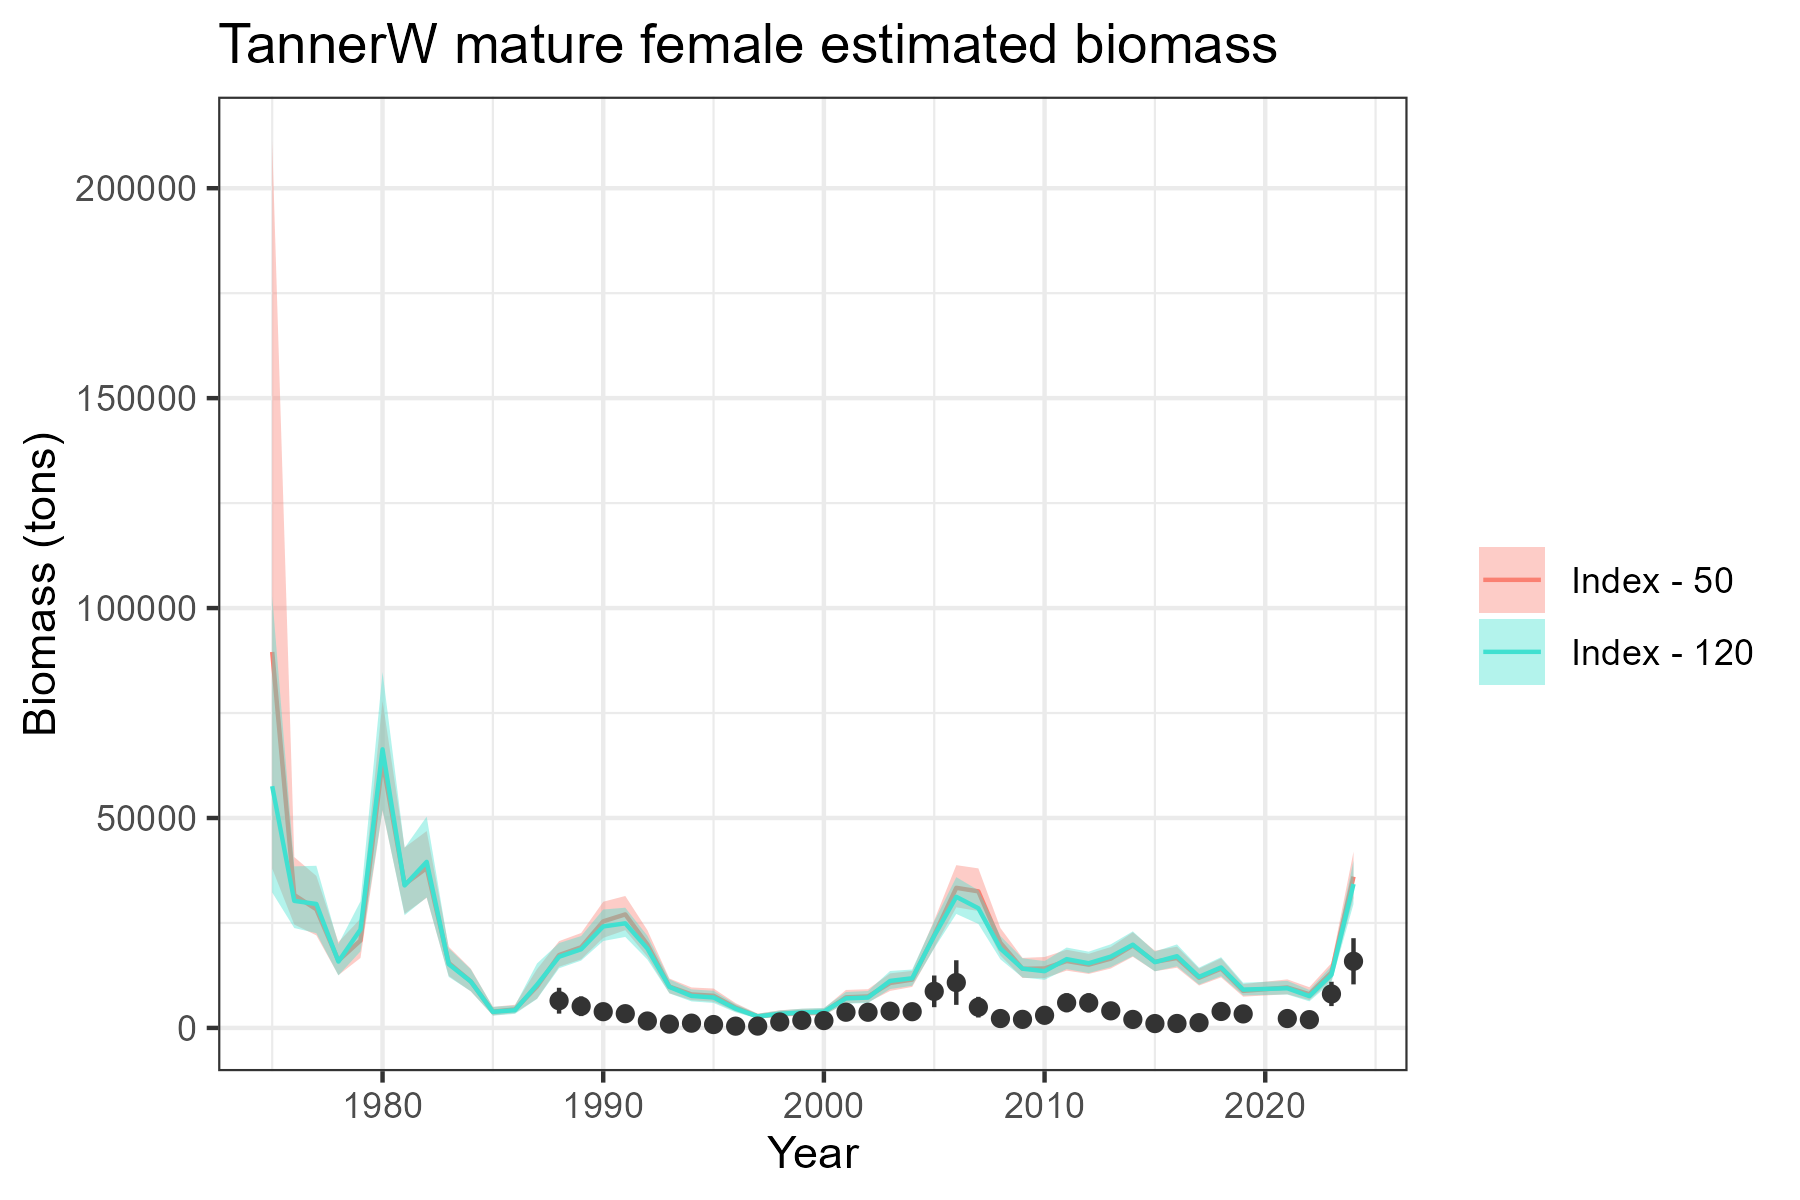 TannerW mature female estimated biomass
200000
150000
100000
50000
0
Biomass (tons)
1980 1990 2000 2010 2020
Year
Index - 50
Index - 120